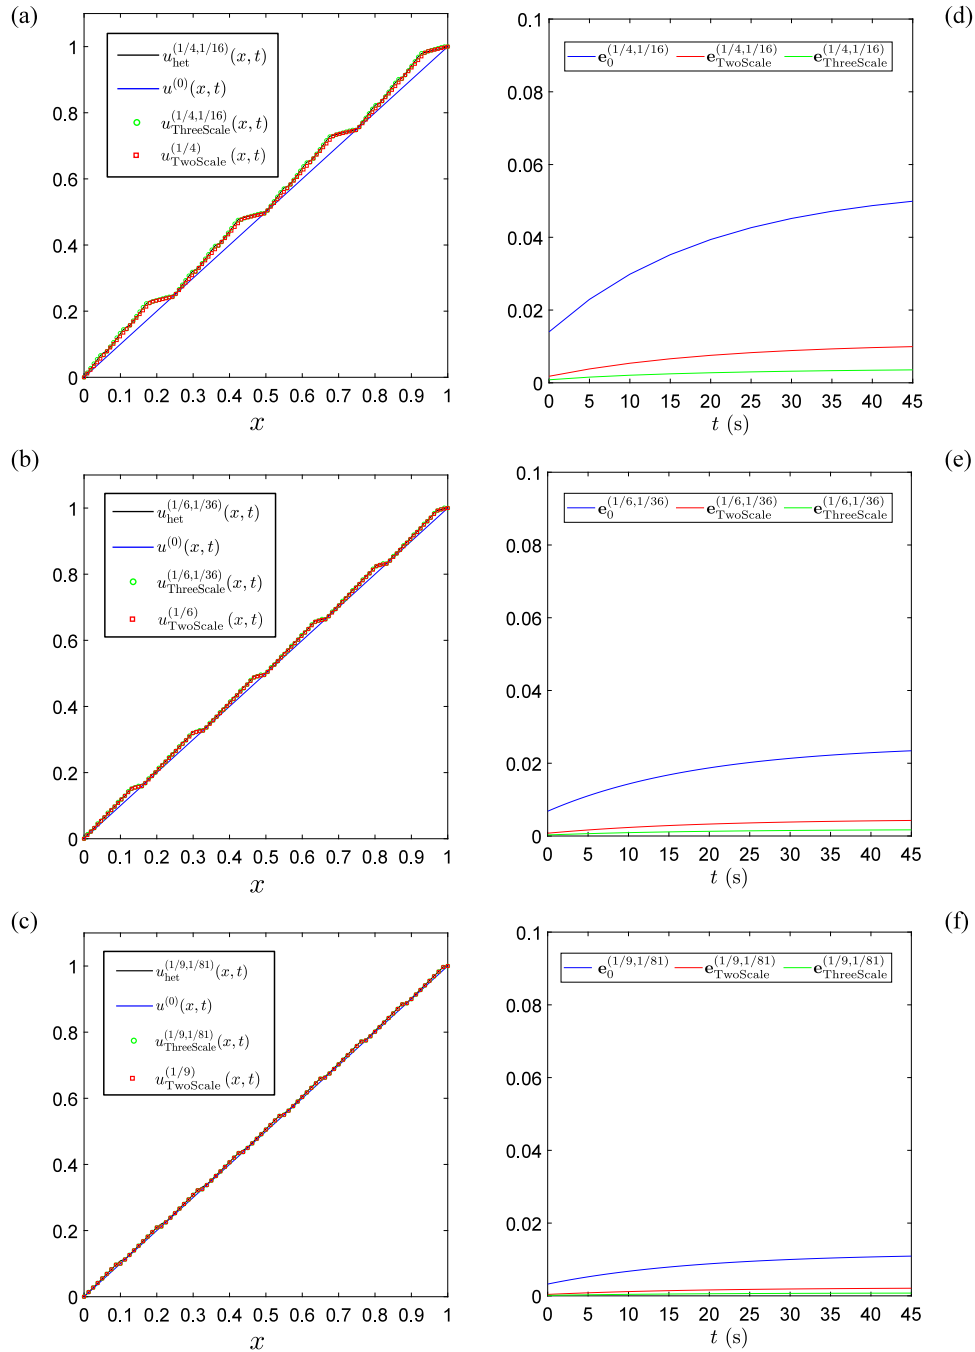 (a)
u_het^(1/4,1/16)(x, t)
u^(0)(x, t)
u_ThreeScale^(1/4,1/16)(x, t)
u_TwoScale^(1/4)(x, t)
1
0.8
0.6
0.4
0.2
0
0 0.1 0.2 0.3 0.4 0.5 0.6 0.7 0.8 0.9 1
x
(d)
0.1
e_0^(1/4,1/16) e_TwoScale^(1/4,1/16) e_ThreeScale^(1/4,1/16)
0.08
0.06
0.04
0.02
0
0 5 10 15 20 25 30 35 40 45
t (s)
(b)
u_het^(1/6,1/36)(x, t)
u^(0)(x, t)
u_ThreeScale^(1/6,1/36)(x, t)
u_TwoScale^(1/6)(x, t)
1
0.8
0.6
0.4
0.2
0
0 0.1 0.2 0.3 0.4 0.5 0.6 0.7 0.8 0.9 1
x
(e)
0.1
e_0^(1/6,1/36) e_TwoScale^(1/6,1/36) e_ThreeScale^(1/6,1/36)
0.08
0.06
0.04
0.02
0
0 5 10 15 20 25 30 35 40 45
t (s)
(c)
u_het^(1/9,1/81)(x, t)
u^(0)(x, t)
u_ThreeScale^(1/9,1/81)(x, t)
u_TwoScale^(1/9)(x, t)
1
0.8
0.6
0.4
0.2
0
0 0.1 0.2 0.3 0.4 0.5 0.6 0.7 0.8 0.9 1
x
(f)
0.1
e_0^(1/9,1/81) e_TwoScale^(1/9,1/81) e_ThreeScale^(1/9,1/81)
0.08
0.06
0.04
0.02
0
0 5 10 15 20 25 30 35 40 45
t (s)